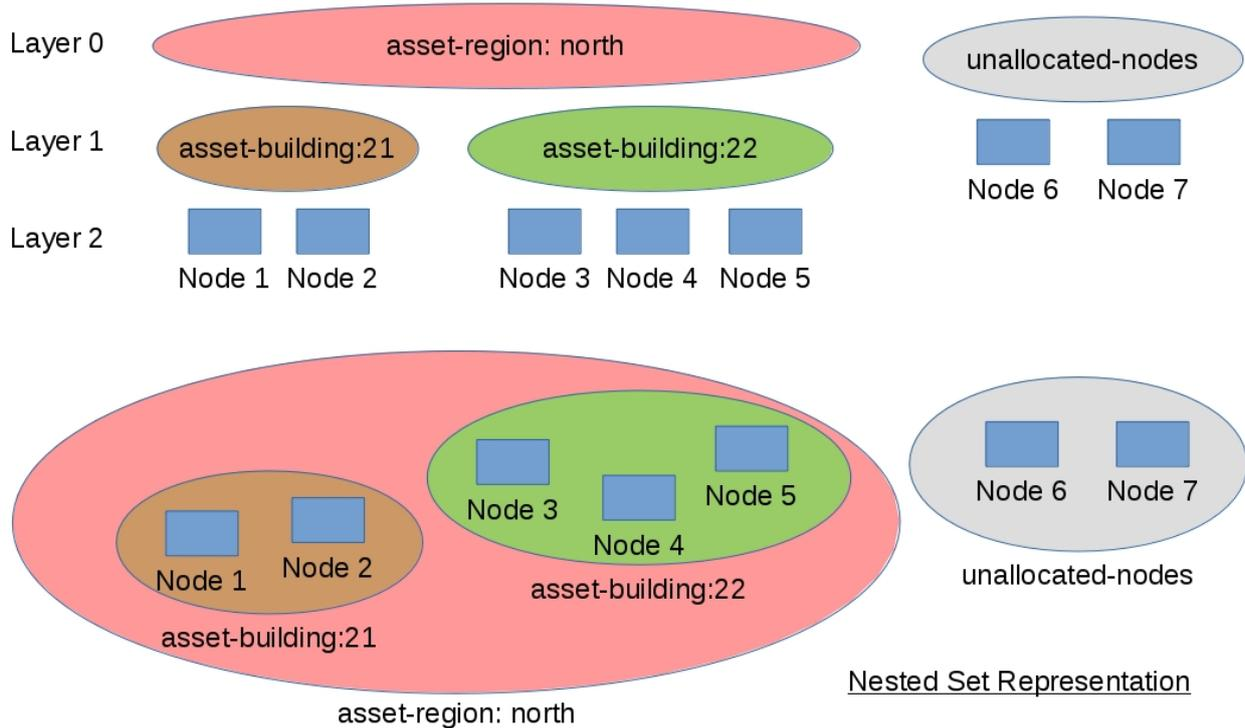 Layer 0
asset-region: north
unallocated-nodes
Layer 1
asset-building:21
asset-building:22
Node 6
Node 7
Layer 2
Node 1
Node 2
Node 3
Node 4
Node 5
Node 3
Node 5
Node 6
Node 7
Node 4
Node 1
Node 2
unallocated-nodes
asset-building:22
asset-building:21
Nested Set Representation
asset-region: north